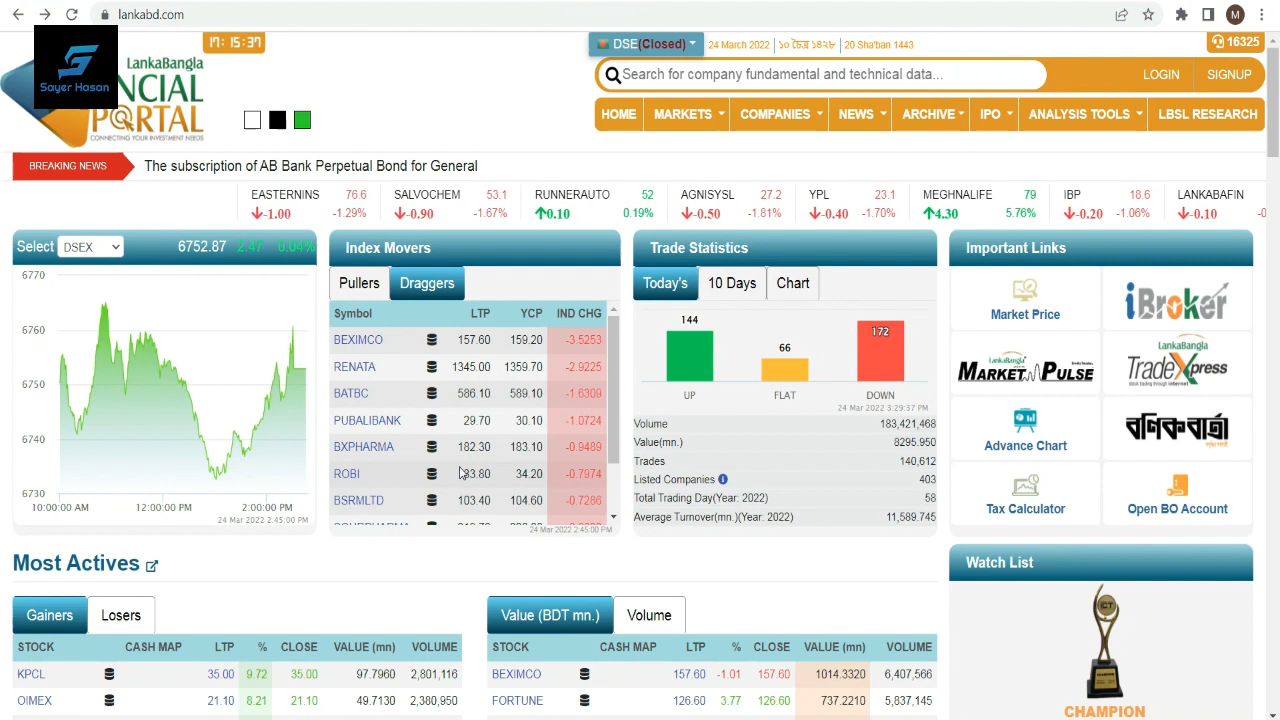 lankabd.com
M
Sayer Hasan
LankaBangla
NCIAL
PORTAL
CONNECTING YOUR INVESTMENT NEEDS
17:15:37
DSE(Closed)
24 March 2022
১০ চৈত্র ১৪২৮
20 Sha'ban 1443
16325
Search for company fundamental and technical data...
LOGIN
SIGNUP
HOME
MARKETS
COMPANIES
NEWS
ARCHIVE
IPO
ANALYSIS TOOLS
LBSL RESEARCH
BREAKING NEWS
The subscription of AB Bank Perpetual Bond for General
EASTERNINS 76.6
-1.00 -1.29%
SALVOCHEM 53.1
-0.90 -1.67%
RUNNERAUTO 52
0.10 0.19%
AGNISYSL 27.2
-0.50 -1.81%
YPL 23.1
-0.40 -1.70%
MEGHNALIFE 79
4.30 5.76%
IBP 18.6
-0.20 -1.06%
LANKABAFIN
-0.10
Select DSEX 6752.87 2.47 0.04%
6770
6760
6750
6740
6730
10:00:00 AM 12:00:00 PM 2:00:00 PM
24 Mar 2022 2:45:00 PM
Index Movers
Pullers Draggers
Symbol LTP YCP IND CHG
BEXIMCO 157.60 159.20 -3.5253
RENATA 1345.00 1359.70 -2.9225
BATBC 586.10 589.10 -1.6309
PUBALIBANK 29.70 30.10 -1.0724
BXPHARMA 182.30 183.10 -0.9489
ROBI 33.80 34.20 -0.7974
BSRMLTD 103.40 104.60 -0.7286
24 Mar 2022 2:45:00 PM
Trade Statistics
Today's 10 Days Chart
144
66
172
UP FLAT DOWN
24 Mar 2022 3:29:57 PM
Volume 183,421,468
Value(mn.) 8295.950
Trades 140,612
Listed Companies 403
Total Trading Day(Year: 2022) 58
Average Turnover(mn.)(Year: 2022) 11,589.745
Important Links
Market Price
iBroker
LankaBangla
MARKET PULSE
LankaBangla
TradeXpress
stock trading through internet
Advance Chart
বণিক বার্তা
Tax Calculator
Open BO Account
Watch List
ICT
CHAMPION
Most Actives
Gainers Losers
STOCK CASH MAP LTP % CLOSE VALUE (mn) VOLUME
KPCL 35.00 9.72 35.00 97.7960 2,801,116
OIMEX 21.10 8.21 21.10 49.7130 2,380,950
Value (BDT mn.) Volume
STOCK CASH MAP LTP % CLOSE VALUE (mn) VOLUME
BEXIMCO 157.60 -1.01 157.60 1014.3320 6,407,566
FORTUNE 126.60 3.77 126.60 737.2210 5,837,145